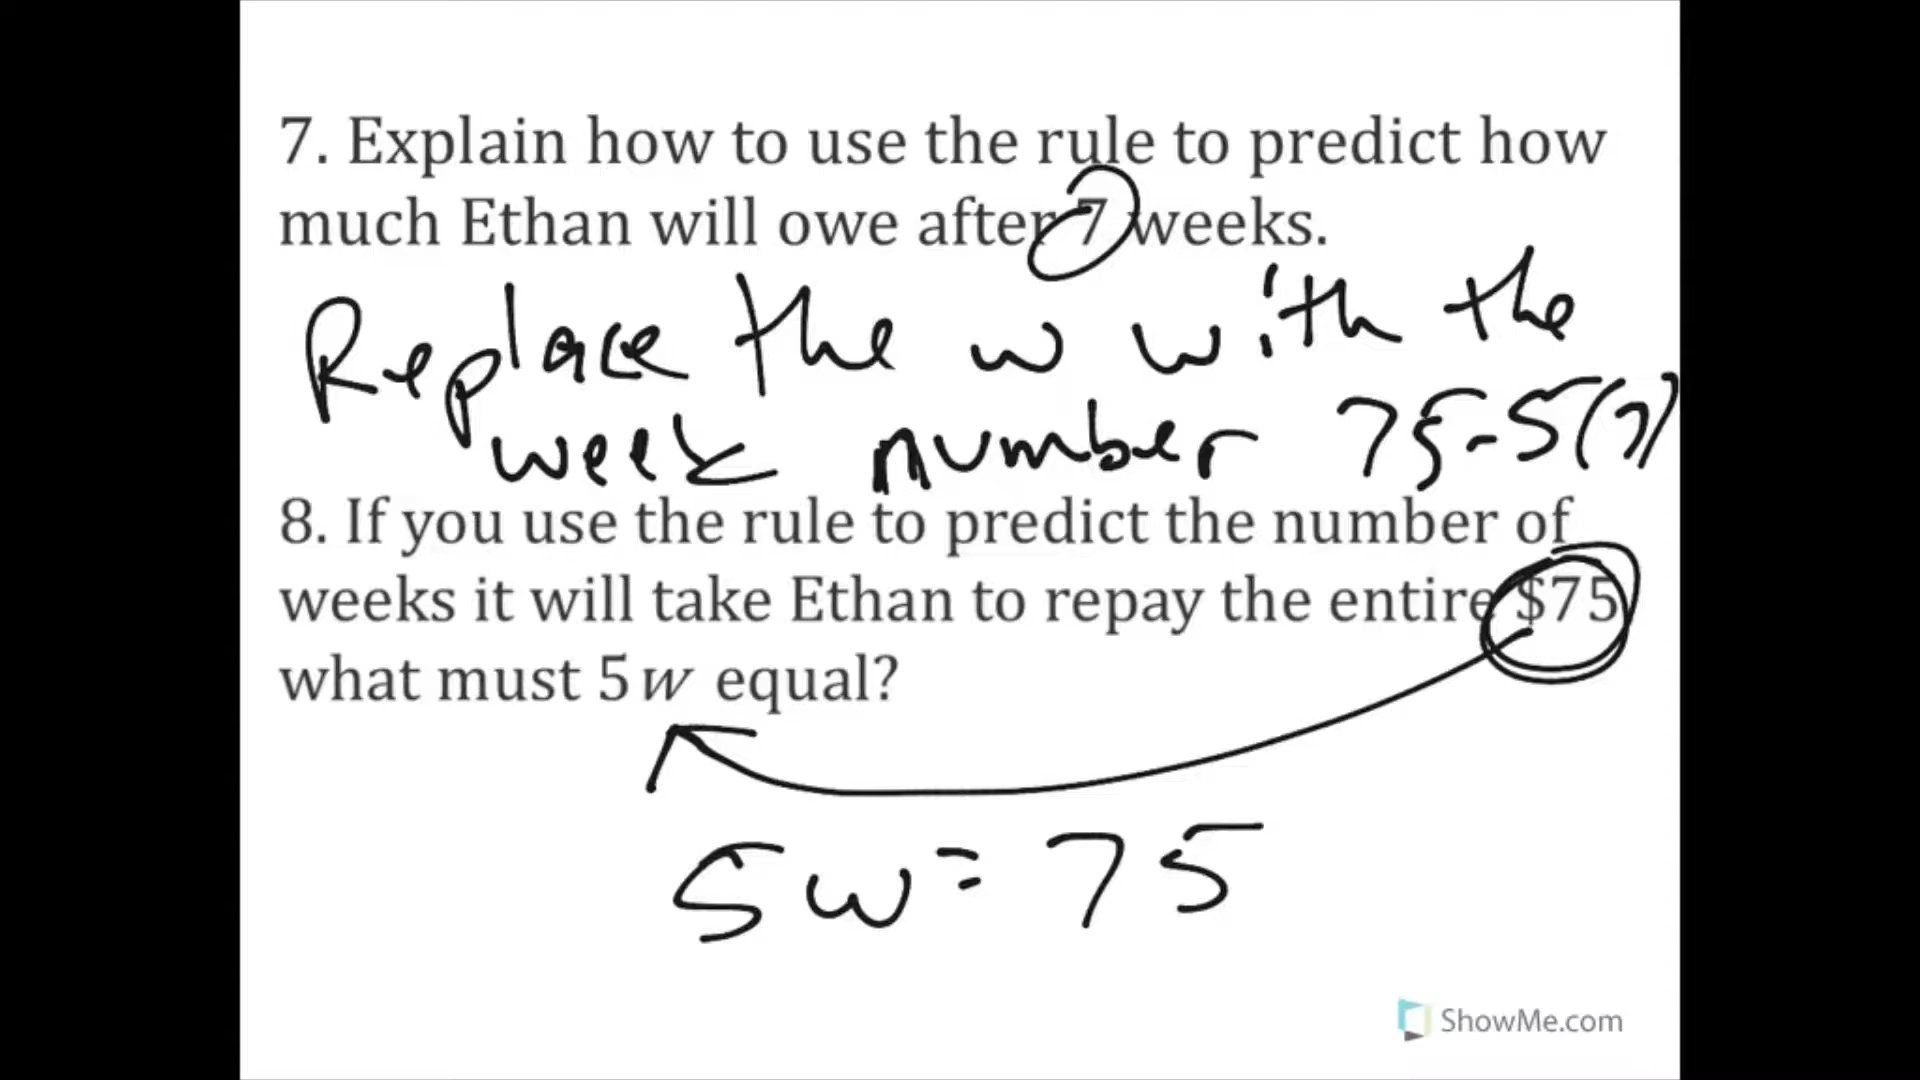 7. Explain how to use the rule to predict how
much Ethan will owe after 7 weeks.
Replace the w with the
week number 75-5(7)
8. If you use the rule to predict the number of
weeks it will take Ethan to repay the entire $75
what must 5w equal?
5w=75
ShowMe.com